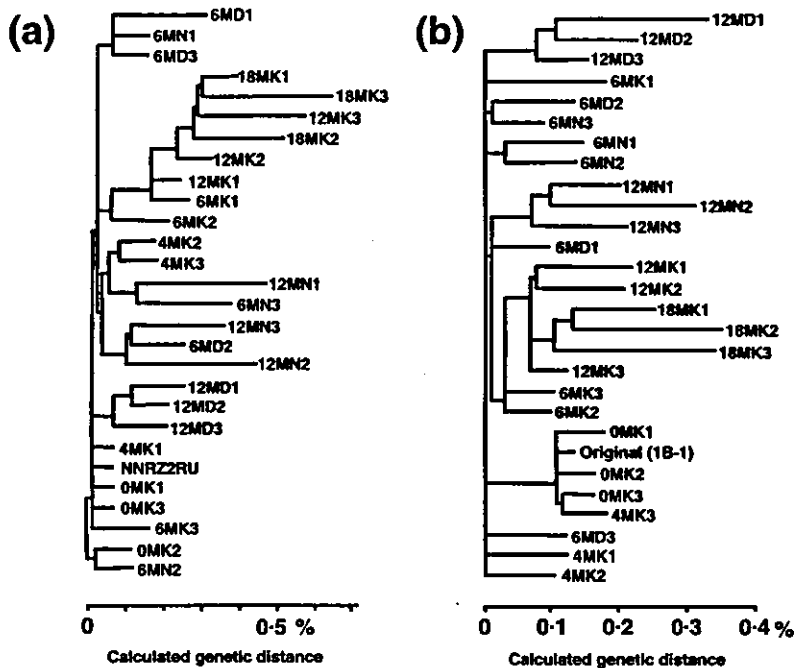 (a)
6MD1
6MN1
6MD3
18MK1
18MK3
12MK3
18MK2
12MK2
12MK1
6MK1
6MK2
4MK2
4MK3
12MN1
6MN3
12MN3
6MD2
12MN2
12MD1
12MD2
12MD3
4MK1
NNRZ2RU
0MK1
0MK3
6MK3
0MK2
6MN2
0 0·5 %
Calculated genetic distance
(b)
12MD1
12MD2
12MD3
6MK1
6MD2
6MN3
6MN1
6MN2
12MN1
12MN2
12MN3
6MD1
12MK1
12MK2
18MK1
18MK2
18MK3
12MK3
6MK3
6MK2
0MK1
Original (1B-1)
0MK2
0MK3
4MK3
6MD3
4MK1
4MK2
0 0·1 0·2 0·3 0·4 %
Calculated genetic distance